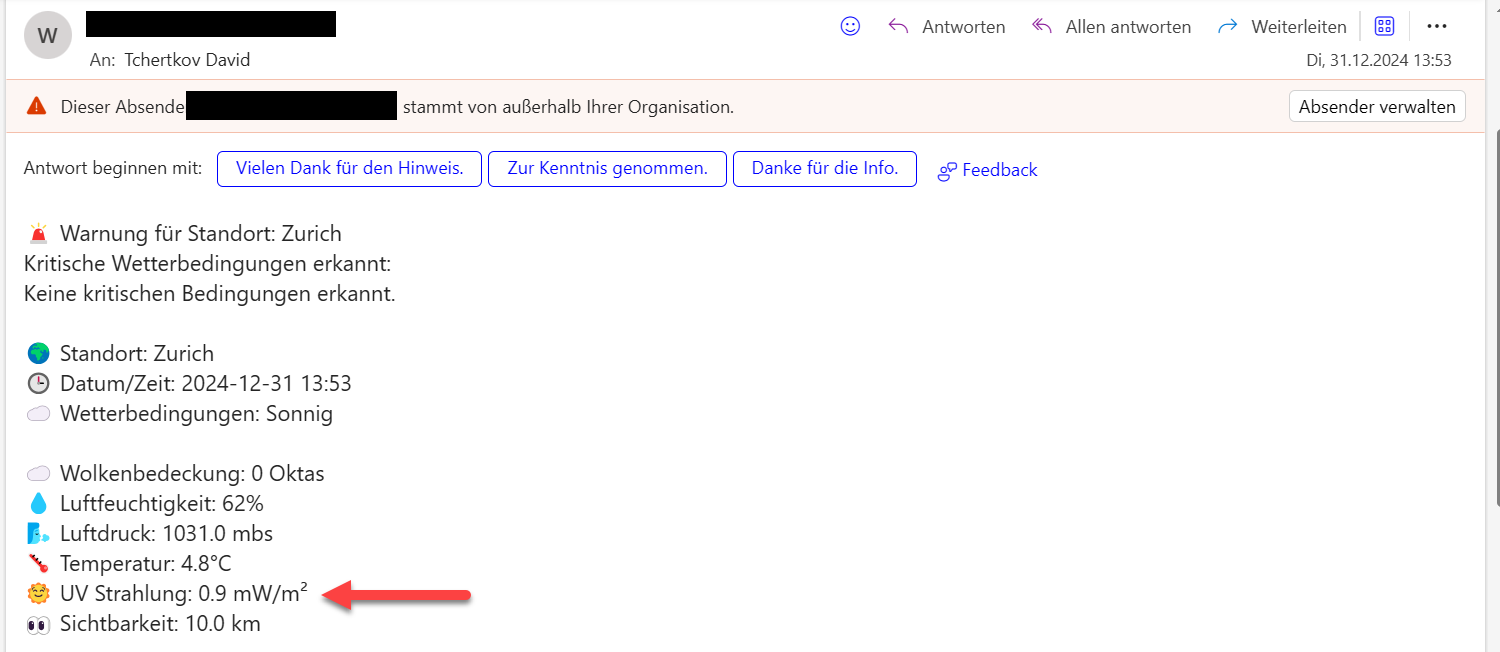 W
Antworten
Allen antworten
Weiterleiten
An: Tchertkov David
Di, 31.12.2024 13:53
Dieser Absende stammt von außerhalb Ihrer Organisation.
Absender verwalten
Antwort beginnen mit:
Vielen Dank für den Hinweis.
Zur Kenntnis genommen.
Danke für die Info.
Feedback
🚨 Warnung für Standort: Zurich
Kritische Wetterbedingungen erkannt:
Keine kritischen Bedingungen erkannt.
🌍 Standort: Zurich
🕒 Datum/Zeit: 2024-12-31 13:53
☁️ Wetterbedingungen: Sonnig
☁️ Wolkenbedeckung: 0 Oktas
💧 Luftfeuchtigkeit: 62%
🌬️ Luftdruck: 1031.0 mbs
🌡️ Temperatur: 4.8°C
🌞 UV Strahlung: 0.9 mW/m²
👀 Sichtbarkeit: 10.0 km